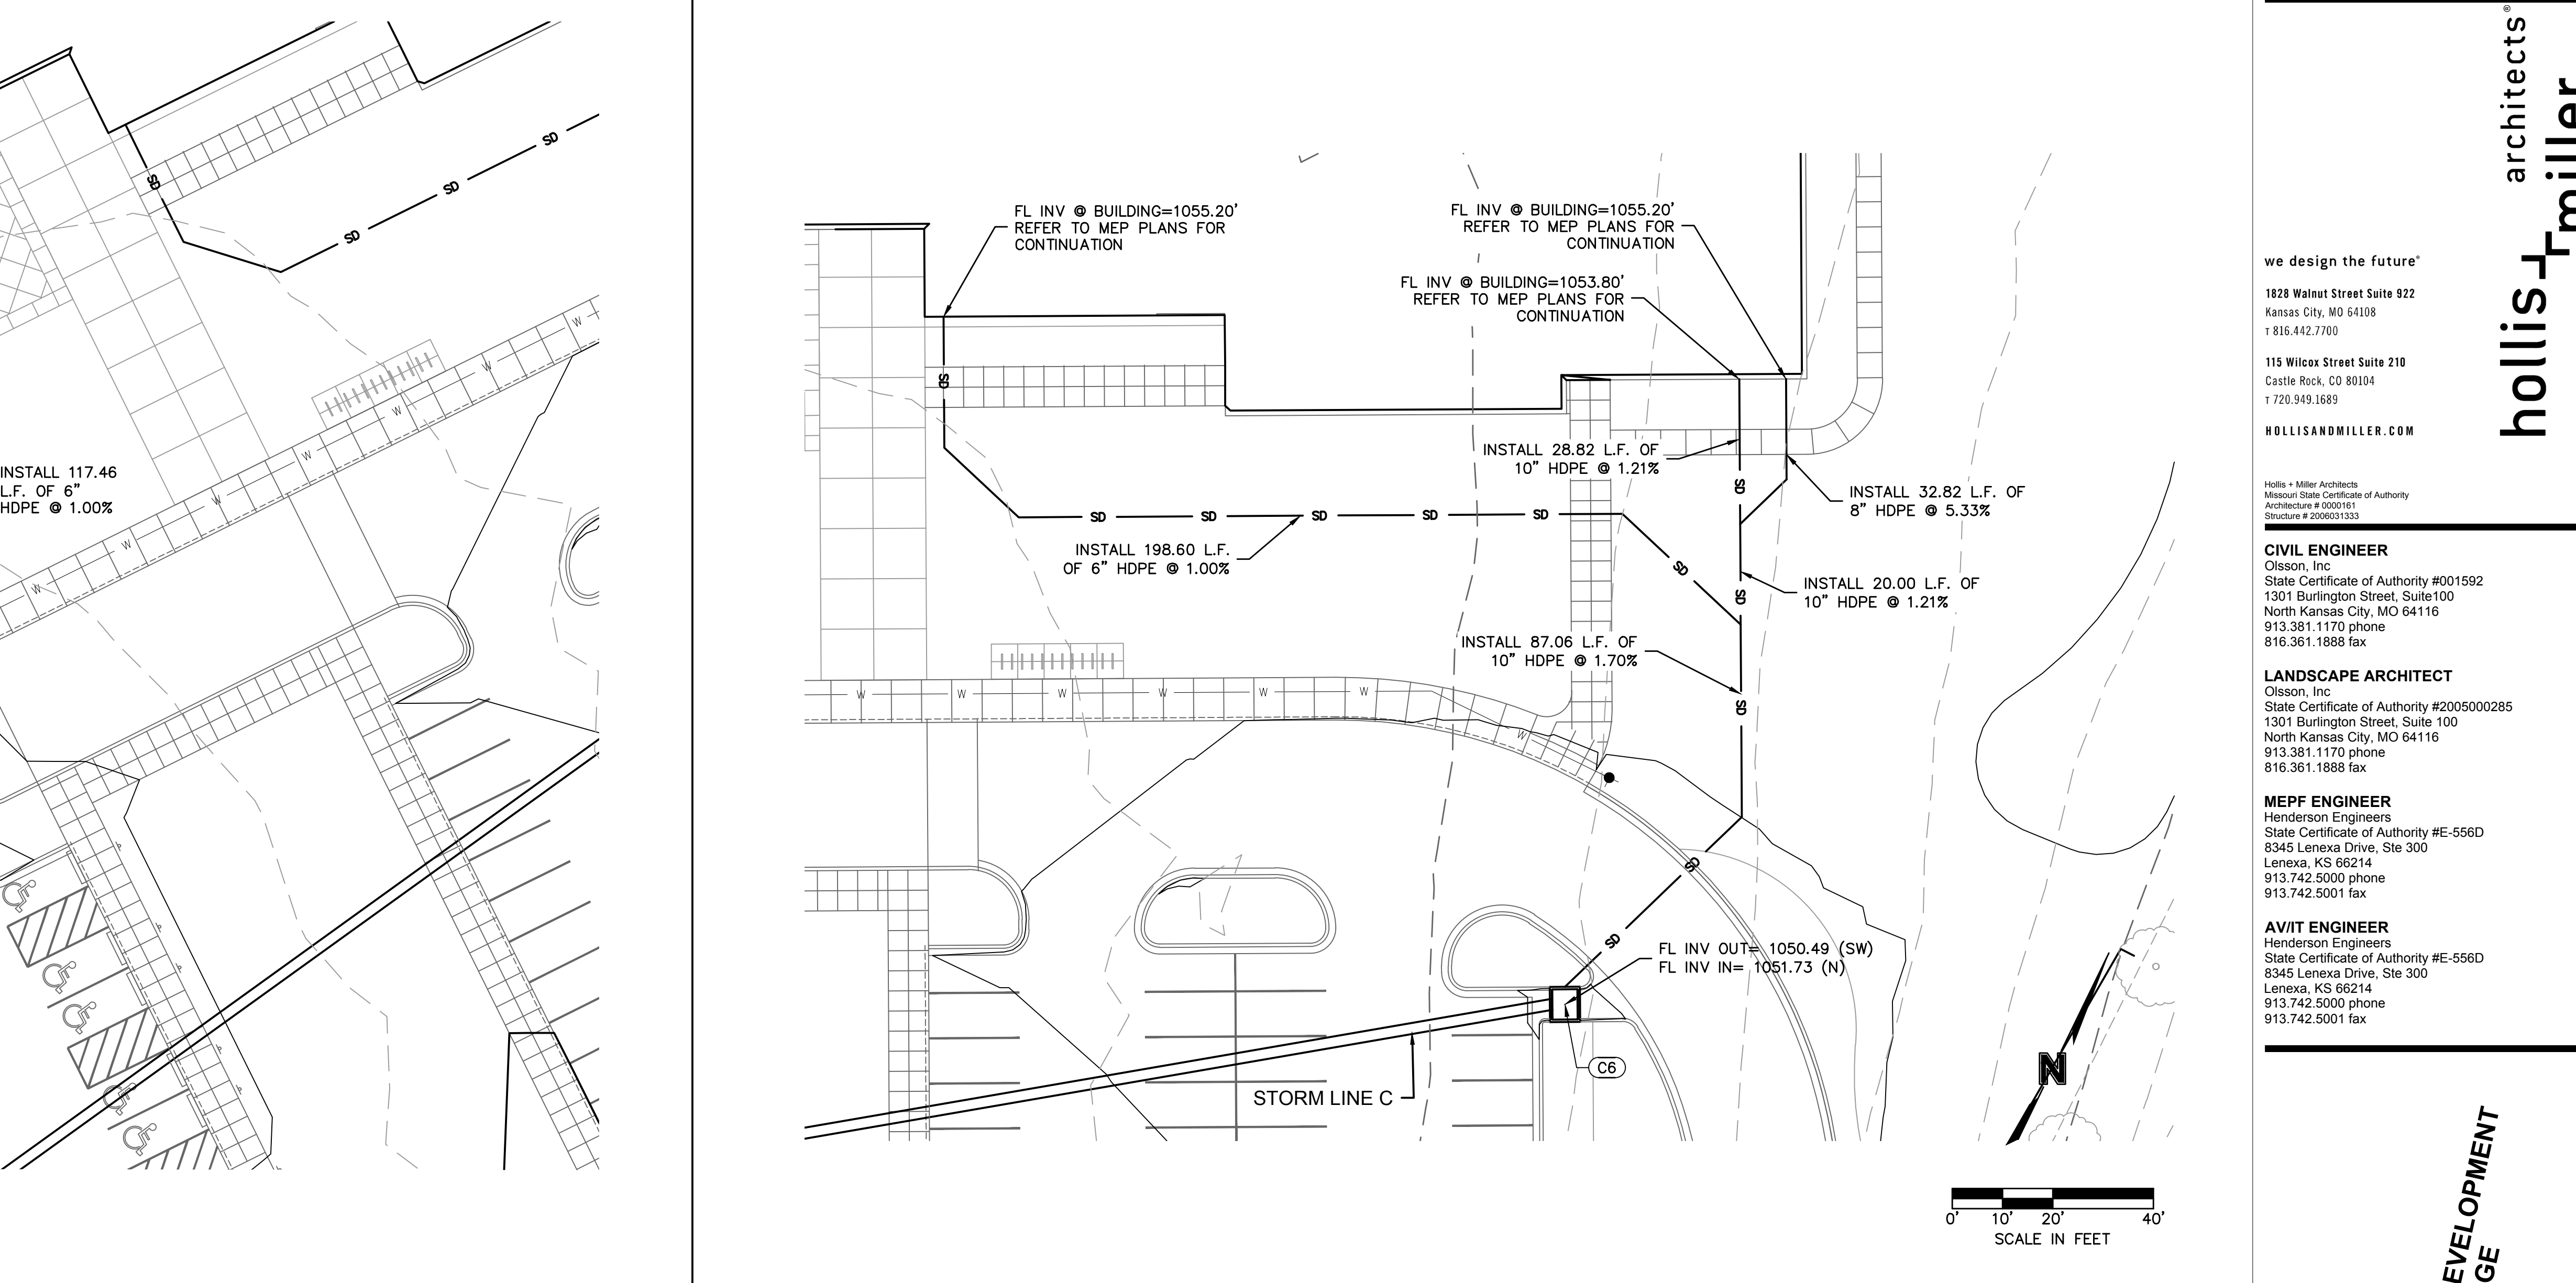 INSTALL 117.46
L.F. OF 6"
HDPE @ 1.00%
SD
SD
SD
SD
W
W
W
W
W
W
W
FL INV @ BUILDING=1055.20'
REFER TO MEP PLANS FOR
CONTINUATION
FL INV @ BUILDING=1055.20'
REFER TO MEP PLANS FOR
CONTINUATION
FL INV @ BUILDING=1053.80'
REFER TO MEP PLANS FOR
CONTINUATION
SD
INSTALL 28.82 L.F. OF
10" HDPE @ 1.21%
SD
INSTALL 32.82 L.F. OF
8" HDPE @ 5.33%
SD
SD
SD
SD
SD
INSTALL 198.60 L.F.
OF 6" HDPE @ 1.00%
SD
SD
INSTALL 20.00 L.F. OF
10" HDPE @ 1.21%
INSTALL 87.06 L.F. OF
10" HDPE @ 1.70%
SD
W
W
W
W
W
W
W
SD
SD
FL INV OUT= 1050.49 (SW)
FL INV IN= 1051.73 (N)
C6
STORM LINE C
N
0'
10'
20'
40'
SCALE IN FEET
hollis+miller
architects®
we design the future®
1828 Walnut Street Suite 922
Kansas City, MO 64108
T 816.442.7700
115 Wilcox Street Suite 210
Castle Rock, CO 80104
T 720.949.1689
HOLLISANDMILLER.COM
Hollis + Miller Architects
Missouri State Certificate of Authority
Architecture # 0000161
Structure # 2006031333
CIVIL ENGINEER
Olsson, Inc
State Certificate of Authority #001592
1301 Burlington Street, Suite100
North Kansas City, MO 64116
913.381.1170 phone
816.361.1888 fax
LANDSCAPE ARCHITECT
Olsson, Inc
State Certificate of Authority #2005000285
1301 Burlington Street, Suite 100
North Kansas City, MO 64116
913.381.1170 phone
816.361.1888 fax
MEPF ENGINEER
Henderson Engineers
State Certificate of Authority #E-556D
8345 Lenexa Drive, Ste 300
Lenexa, KS 66214
913.742.5000 phone
913.742.5001 fax
AV/IT ENGINEER
Henderson Engineers
State Certificate of Authority #E-556D
8345 Lenexa Drive, Ste 300
Lenexa, KS 66214
913.742.5000 phone
913.742.5001 fax
EVELOPMENT
GE